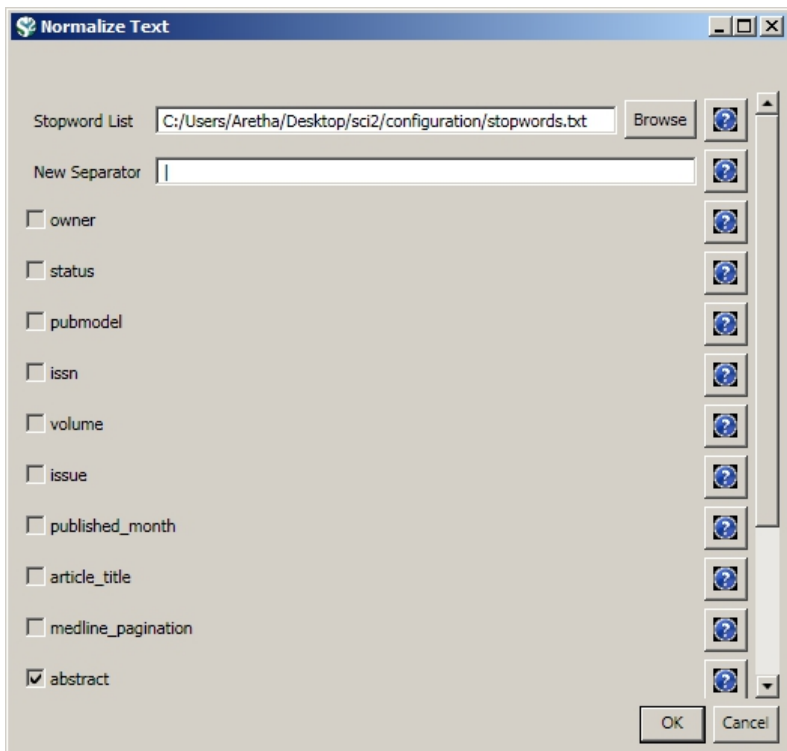 Normalize Text
Stopword List C:/Users/Aretha/Desktop/sci2/configuration/stopwords.txt Browse
New Separator |
owner
status
pubmodel
issn
volume
issue
published_month
article_title
medline_pagination
abstract
OK Cancel